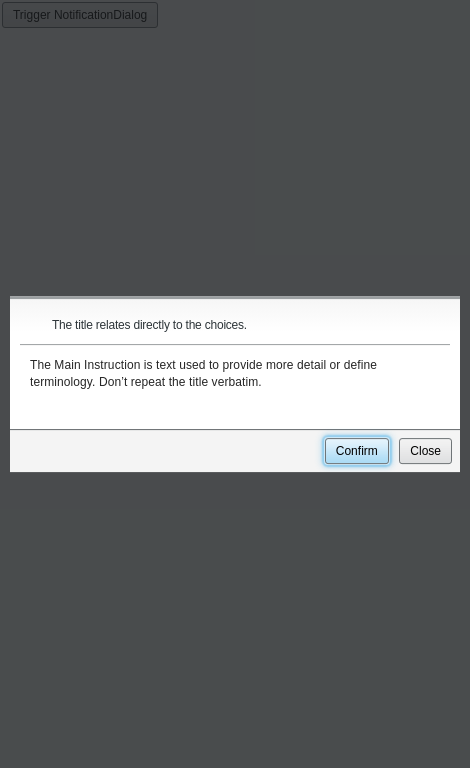 Trigger NotificationDialog
The title relates directly to the choices.
The Main Instruction is text used to provide more detail or define
terminology. Don’t repeat the title verbatim.
Confirm
Close